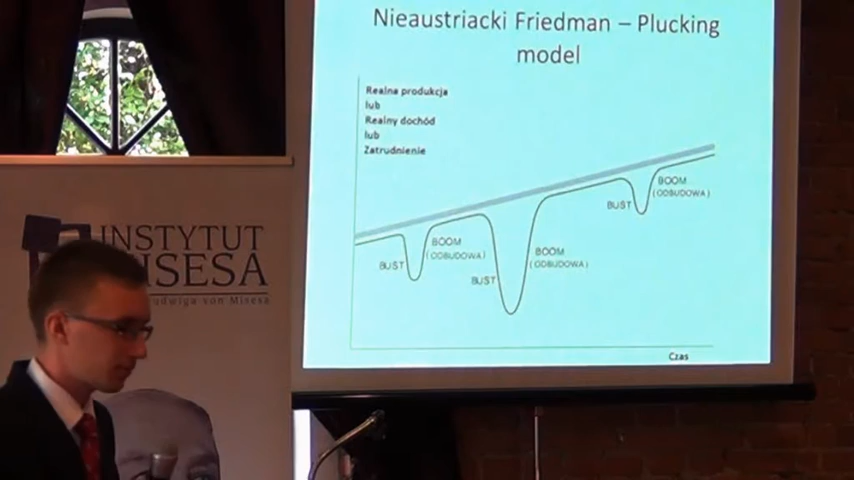 Nieaustriacki Friedman – Plucking
model
Realna produkcja
lub
Realny dochód
lub
Zatrudnienie
BOOM
(ODBUDOWA)
BUST
BOOM
(ODBUDOWA)
BUST
BOOM
(ODBUDOWA)
BUST
Czas
INSTYTUT
MISESA
Ludwiga von Misesa